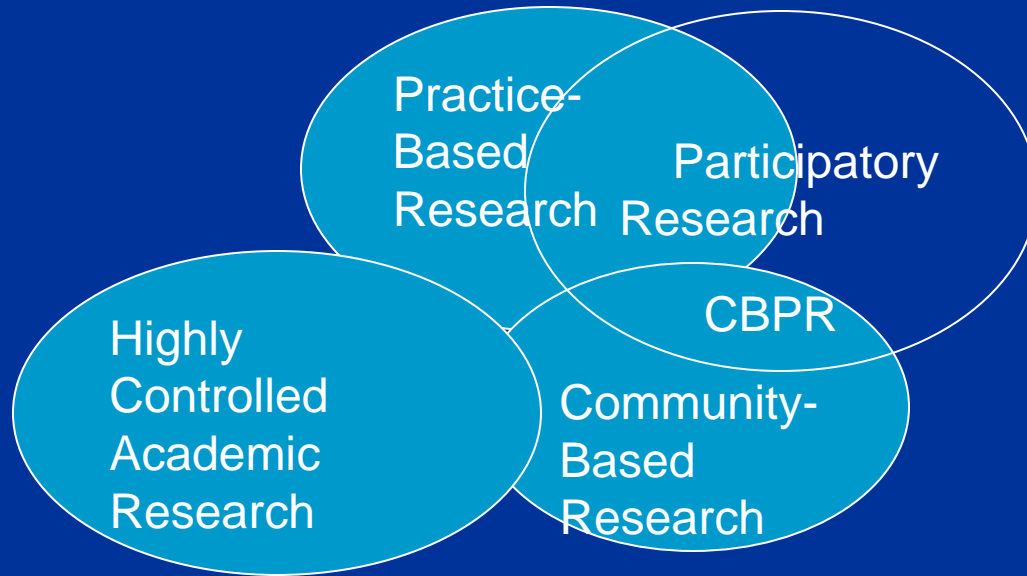 Practice-
Based
Research
Participatory
Research
CBPR
Highly
Controlled
Academic
Research
Community-
Based
Research